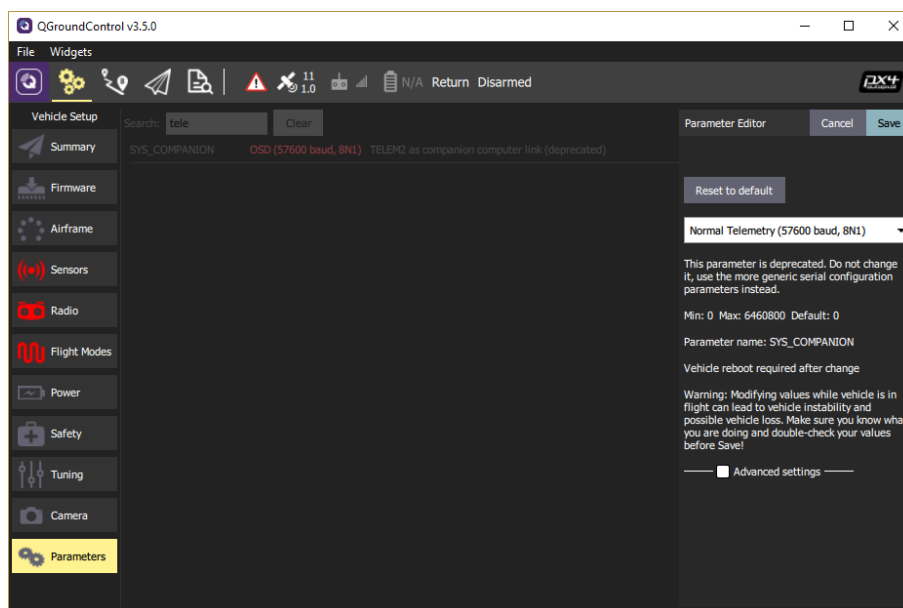 QGroundControl v3.5.0
File Widgets
11
1.0
N/A Return Disarmed
px4
Vehicle Setup
Search: tele Clear
Parameter Editor Cancel Save
SYS_COMPANION OSD (57600 baud, 8N1) TELEM2 as companion computer link (deprecated)
Summary
Firmware
Airframe
Sensors
Radio
Flight Modes
Power
Safety
Tuning
Camera
Parameters
Reset to default
Normal Telemetry (57600 baud, 8N1)
This parameter is deprecated. Do not change
it, use the more generic serial configuration
parameters instead.
Min: 0 Max: 6460800 Default: 0
Parameter name: SYS_COMPANION
Vehicle reboot required after change
Warning: Modifying values while vehicle is in
flight can lead to vehicle instability and
possible vehicle loss. Make sure you know wha
you are doing and double-check your values
before Save!
Advanced settings